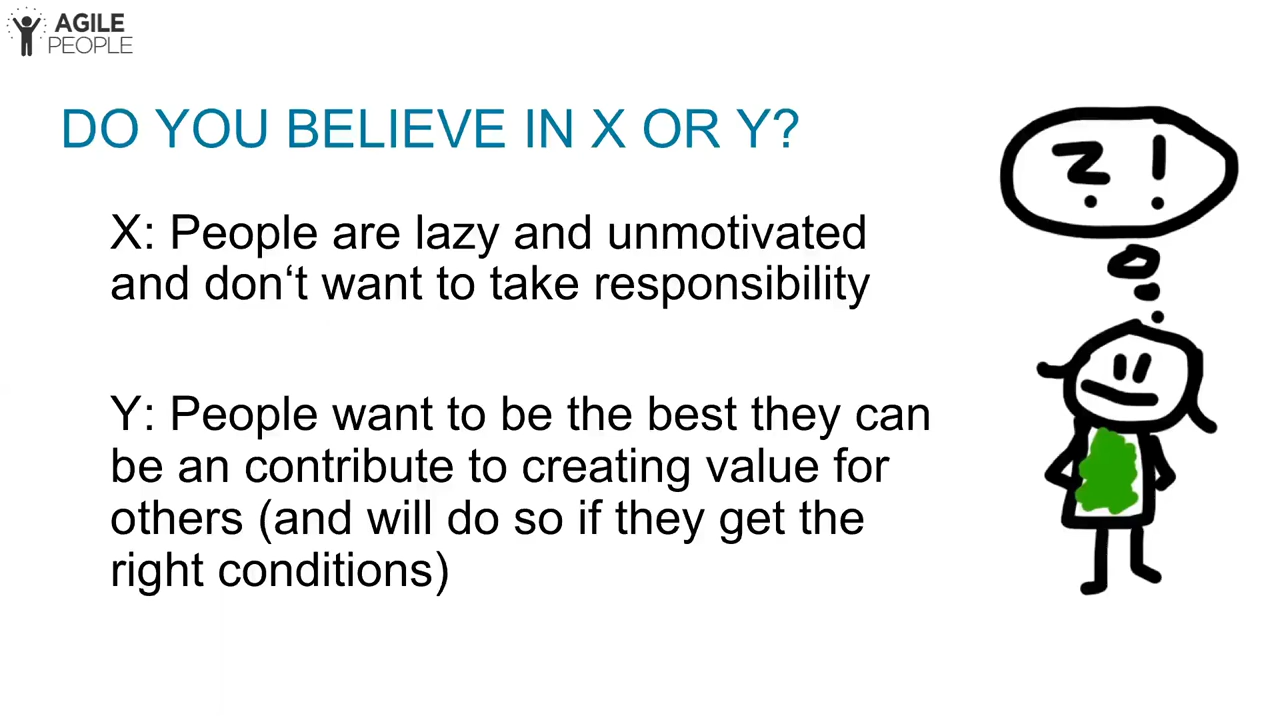 AGILE
PEOPLE
DO YOU BELIEVE IN X OR Y?
X: People are lazy and unmotivated
and don‘t want to take responsibility
Y: People want to be the best they can
be an contribute to creating value for
others (and will do so if they get the
right conditions)
? !